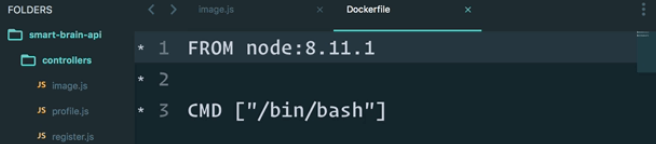 FOLDERS
smart-brain-api
controllers
JS image.js
JS profile.js
JS register.js
< > image.js × Dockerfile ×
* 1 FROM node:8.11.1
* 2
* 3 CMD ["/bin/bash"]